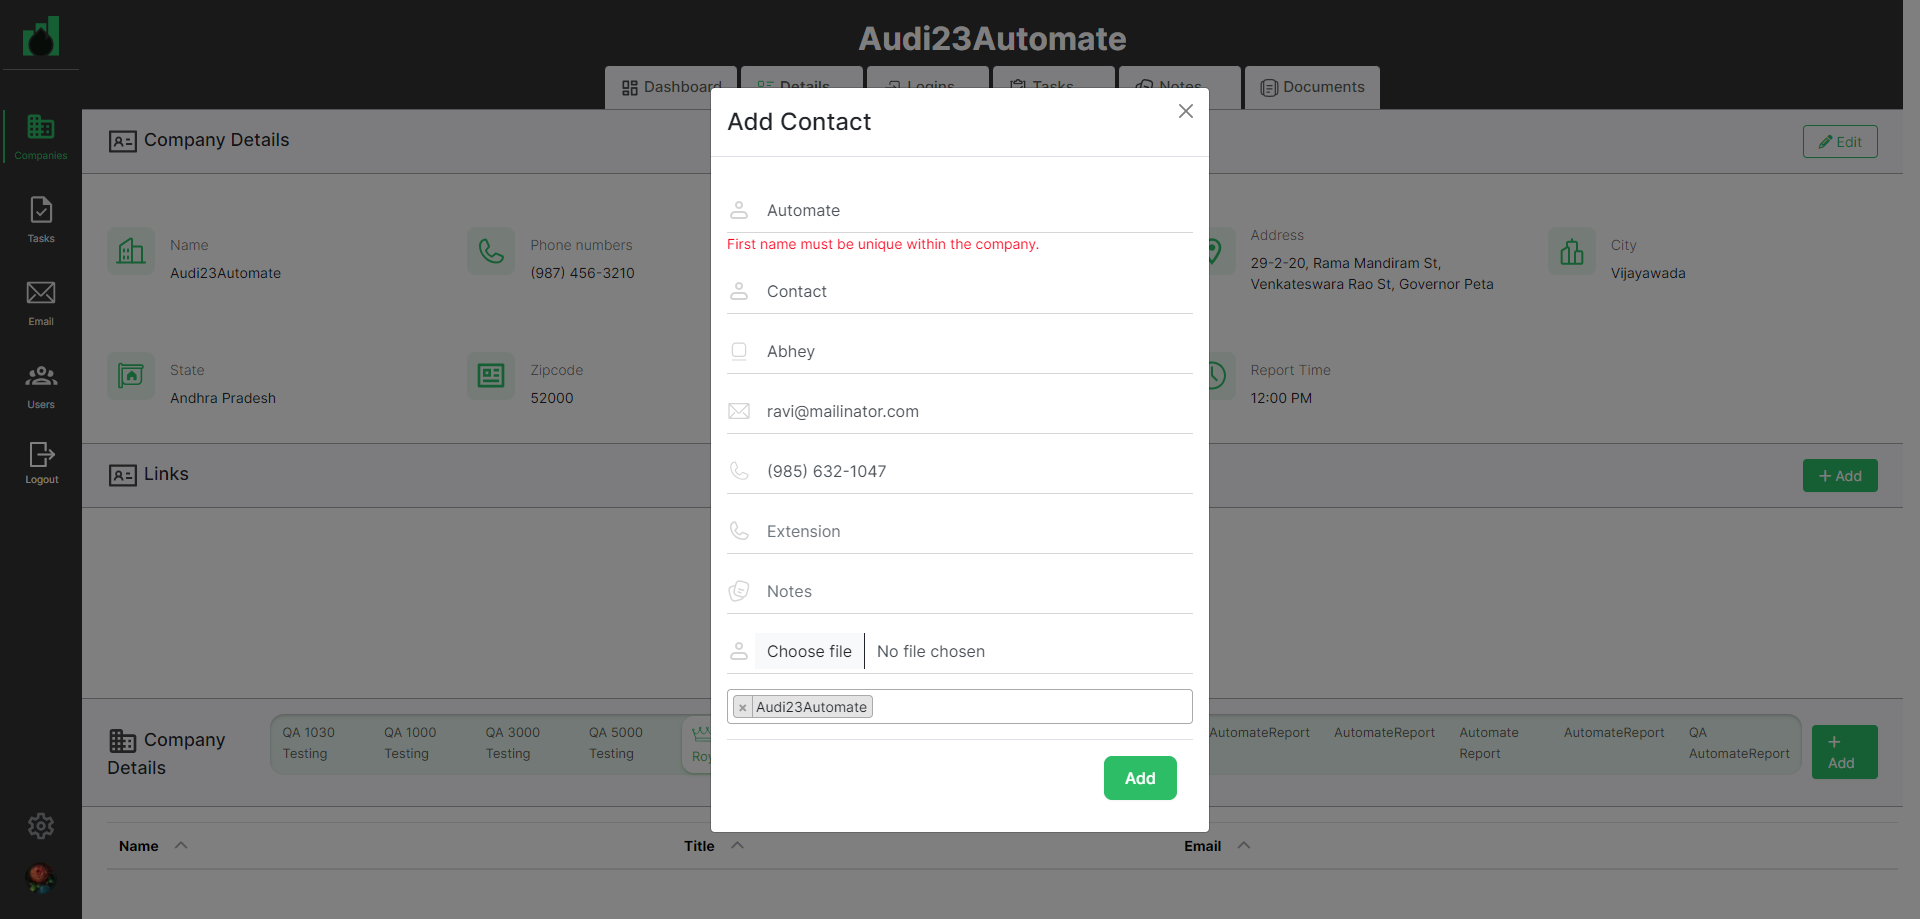 Audi23Automate
Dashboard
Details
Logins
Tasks
Notes
Documents
Companies
Tasks
Email
Users
Logout
Company Details
Edit
Name
Audi23Automate
Phone numbers
(987) 456-3210
Address
29-2-20, Rama Mandiram St,
Venkateswara Rao St, Governor Peta
City
Vijayawada
State
Andhra Pradesh
Zipcode
52000
Report Time
12:00 PM
Links
+ Add
Add Contact
Automate
First name must be unique within the company.
Contact
Abhey
ravi@mailinator.com
(985) 632-1047
Extension
Notes
Choose file No file chosen
× Audi23Automate
Add
Company
Details
QA 1030
Testing
QA 1000
Testing
QA 3000
Testing
QA 5000
Testing
AutomateReport
AutomateReport
Automate
Report
AutomateReport
QA
AutomateReport
+
Add
Name
Title
Email